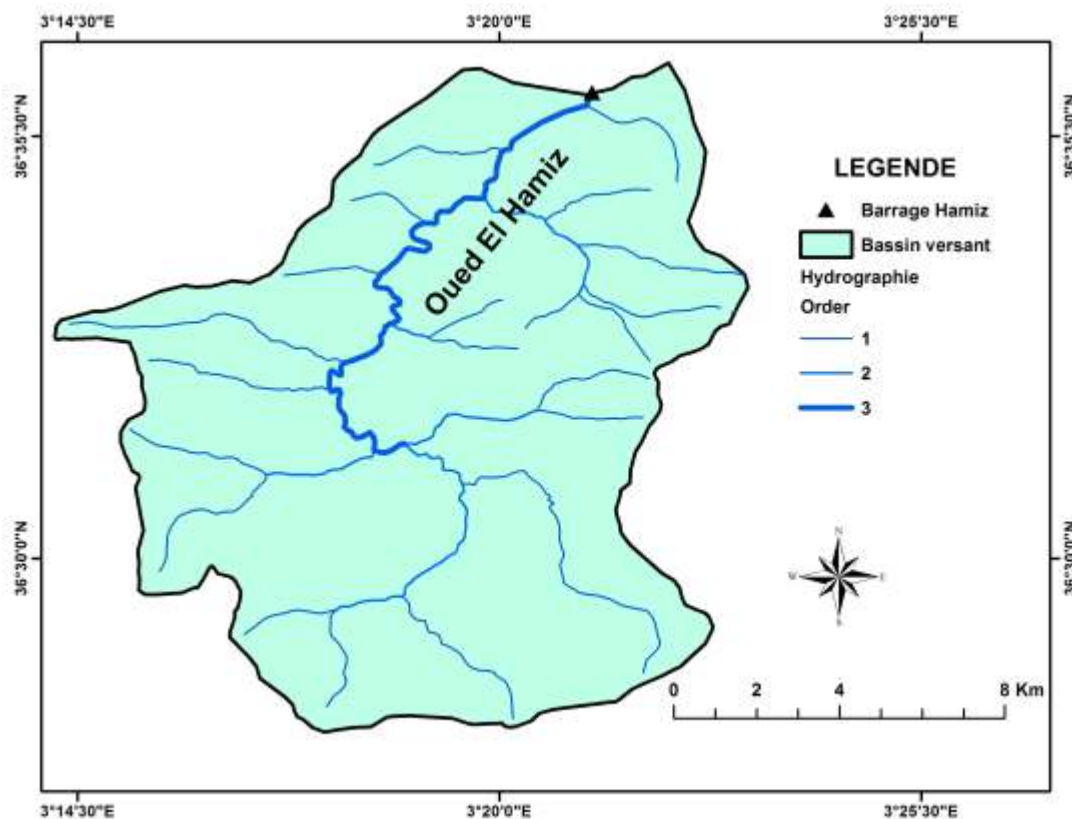 3°14'30"E 3°20'0"E 3°25'30"E
36°35'30"N
36°35'30"N
Oued El Hamiz
LEGENDE
Barrage Hamiz
Bassin versant
Hydrographie
Order
1
2
3
36°30'0"N
36°30'0"N
N
W E
S
0 2 4 8 Km
3°14'30"E 3°20'0"E 3°25'30"E